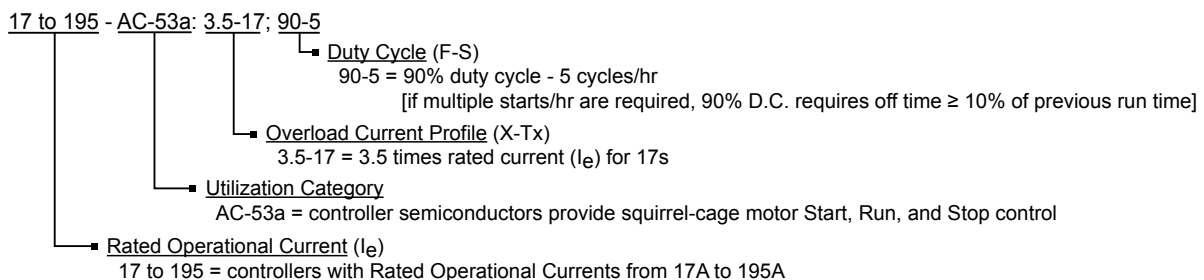 17 to 195 - AC-53a: 3.5-17; 90-5
Duty Cycle (F-S)
90-5 = 90% duty cycle - 5 cycles/hr
[if multiple starts/hr are required, 90% D.C. requires off time ≥ 10% of previous run time]
Overload Current Profile (X-Tx)
3.5-17 = 3.5 times rated current (Ie) for 17s
Utilization Category
AC-53a = controller semiconductors provide squirrel-cage motor Start, Run, and Stop control
Rated Operational Current (Ie)
17 to 195 = controllers with Rated Operational Currents from 17A to 195A